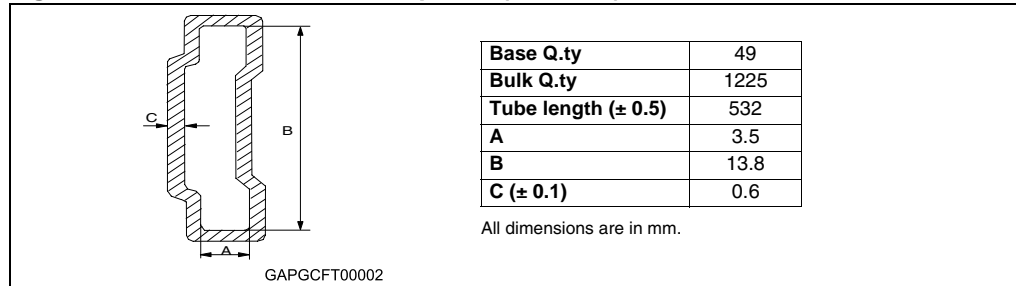 C
B
A
GAPGCFT00002
Base Q.ty 49
Bulk Q.ty 1225
Tube length (± 0.5) 532
A 3.5
B 13.8
C (± 0.1) 0.6
All dimensions are in mm.